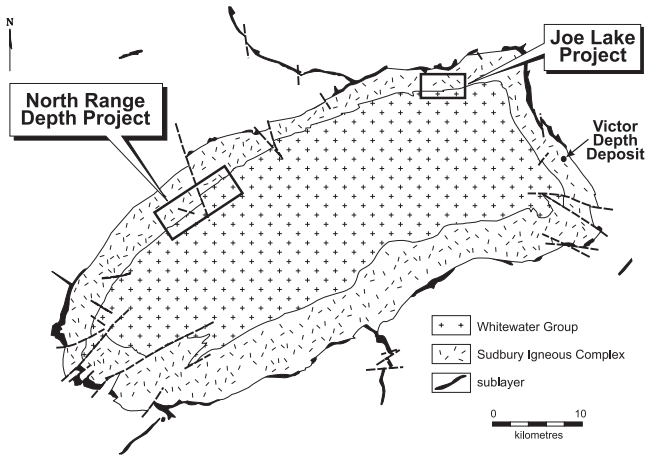 N
Joe Lake
Project
North Range
Depth Project
Victor
Depth
Deposit
Whitewater Group
Sudbury Igneous Complex
sublayer
0 10
kilometres